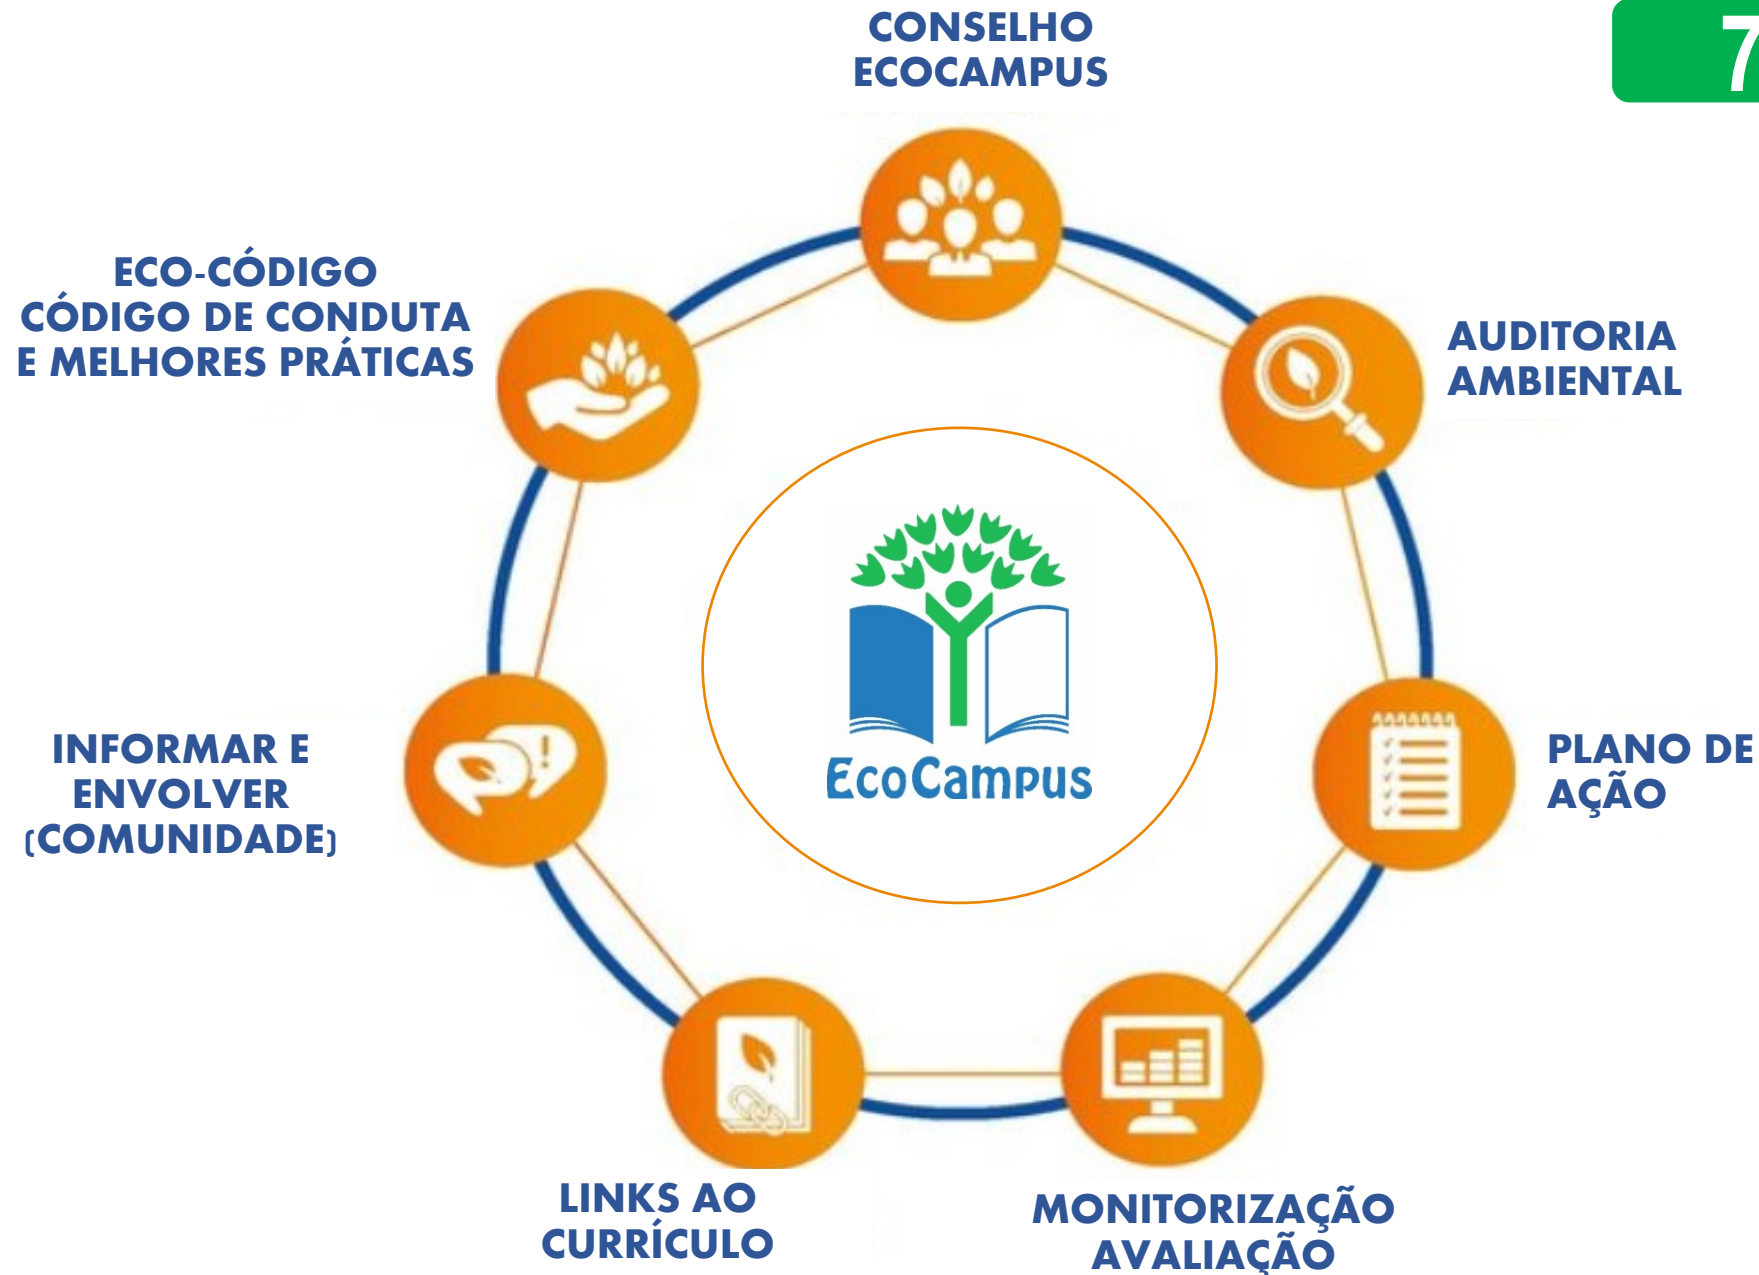 CONSELHO
ECOCAMPUS
7
ECO-CÓDIGO
CÓDIGO DE CONDUTA
E MELHORES PRÁTICAS
AUDITORIA
AMBIENTAL
INFORMAR E
ENVOLVER
(COMUNIDADE)
EcoCampus
PLANO DE
AÇÃO
LINKS AO
CURRÍCULO
MONITORIZAÇÃO
AVALIAÇÃO